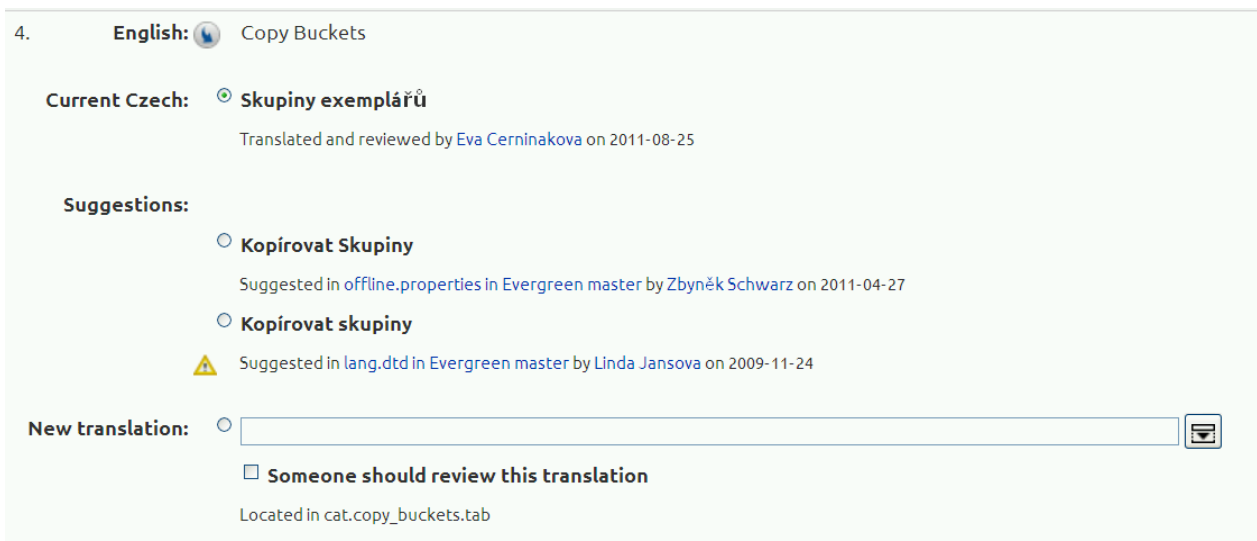 4. English: Copy Buckets
Current Czech: Skupiny exemplářů
Translated and reviewed by Eva Cerninakova on 2011-08-25
Suggestions:
Kopírovat Skupiny
Suggested in offline.properties in Evergreen master by Zbyněk Schwarz on 2011-04-27
Kopírovat skupiny
Suggested in lang.dtd in Evergreen master by Linda Jansova on 2009-11-24
New translation:
Someone should review this translation
Located in cat.copy_buckets.tab